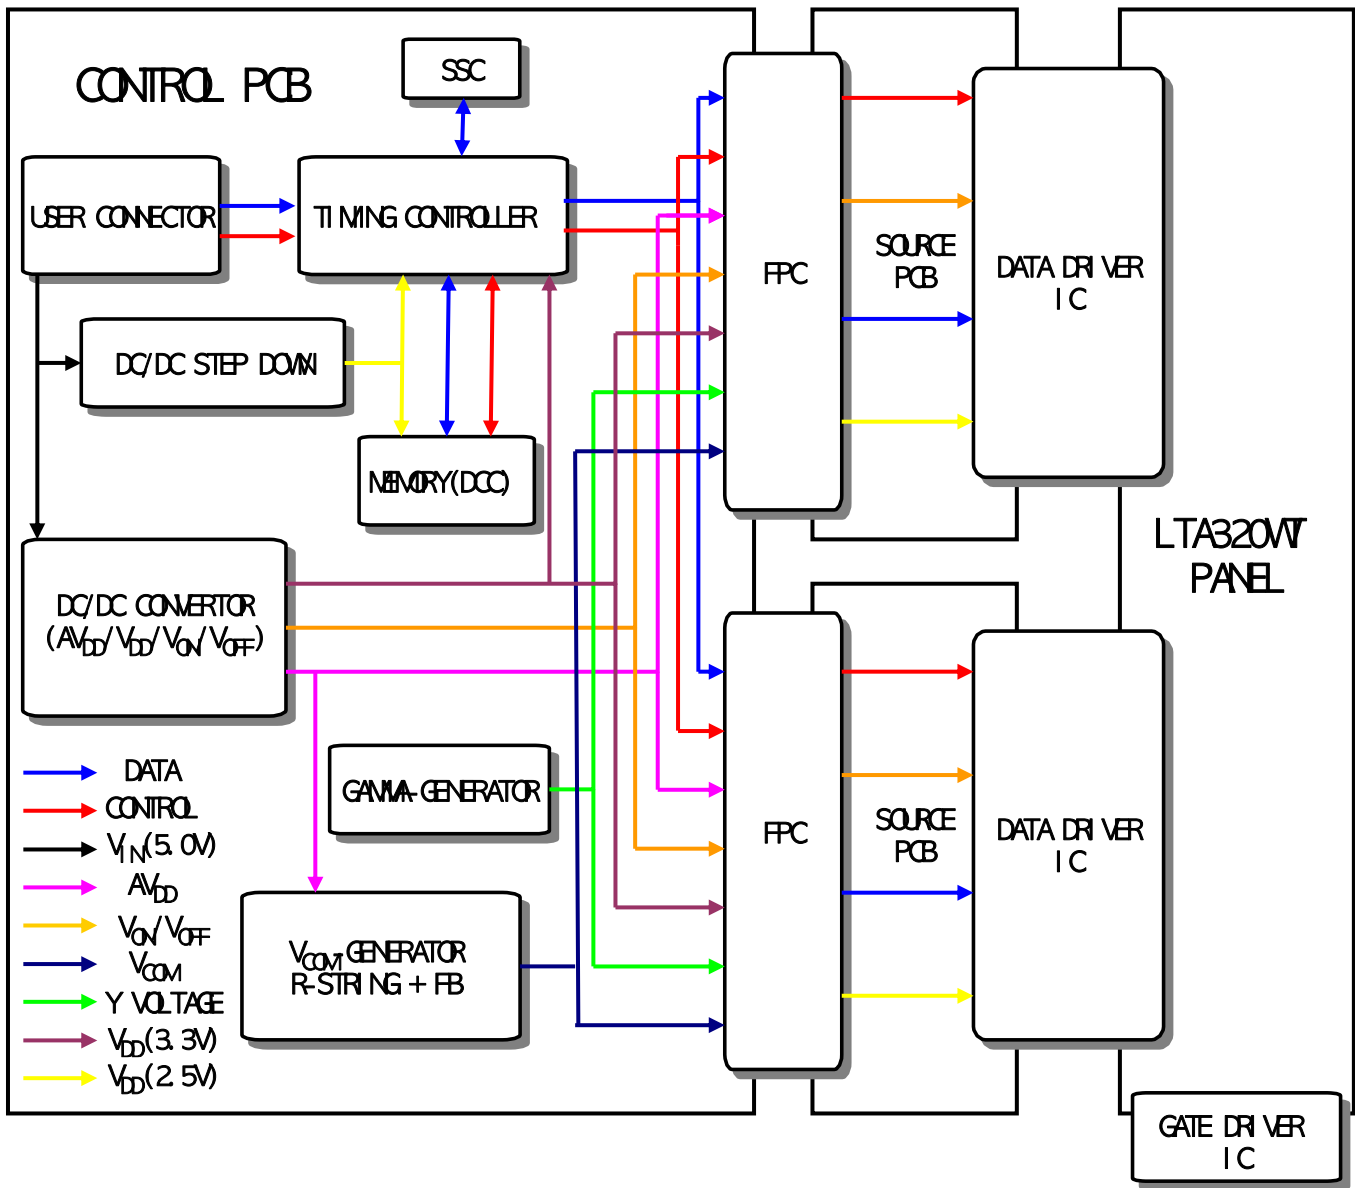 CONTROL PCB
SSC
USER CONNECTOR
TIMING CONTROLLER
DC/DC STEP DOWN
MEMORY(DCC)
DC/DC CONVERTOR
(AVDD/VDD/VON/VOFF)
GAMMA-GENERATOR
VCOM-GENERATOR
R-STRING + FB
DATA
CONTROL
VIN(5.0V)
AVDD
VON/VOFF
VCOM
Y VOLTAGE
VDD(3.3V)
VDD(2.5V)
FPC
SOURCE
PCB
DATA DRIVER
IC
FPC
SOURCE
PCB
DATA DRIVER
IC
LTA320WT
PANEL
GATE DRIVER
IC